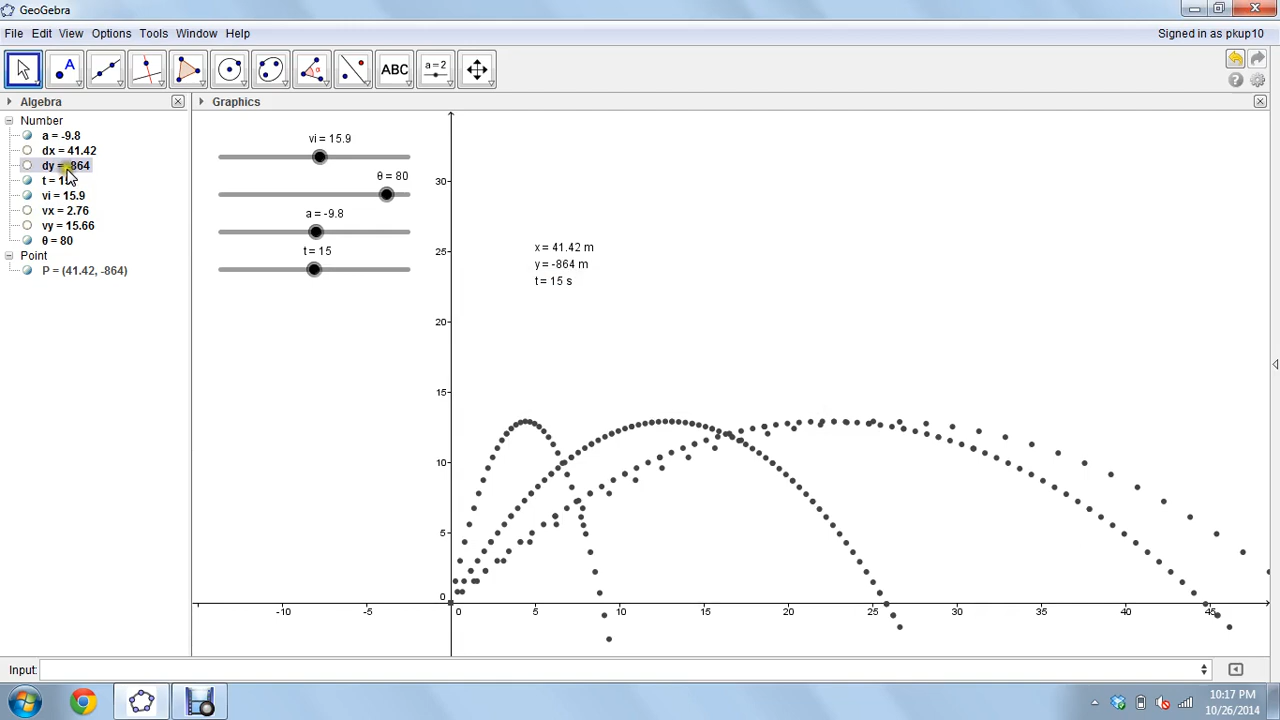 GeoGebra
File Edit View Options Tools Window Help
Signed in as pkup10
ABC
a = 2
Algebra
Graphics
Number
a = -9.8
dx = 41.42
dy = -864
t = 15
vi = 15.9
vx = 2.76
vy = 15.66
θ = 80
Point
P = (41.42, -864)
vi = 15.9
θ = 80
a = -9.8
t = 15
x = 41.42 m
y = -864 m
t = 15 s
30
25
20
15
10
5
0
-10 -5 0 5 10 15 20 25 30 35 40 45
Input:
10:17 PM
10/26/2014